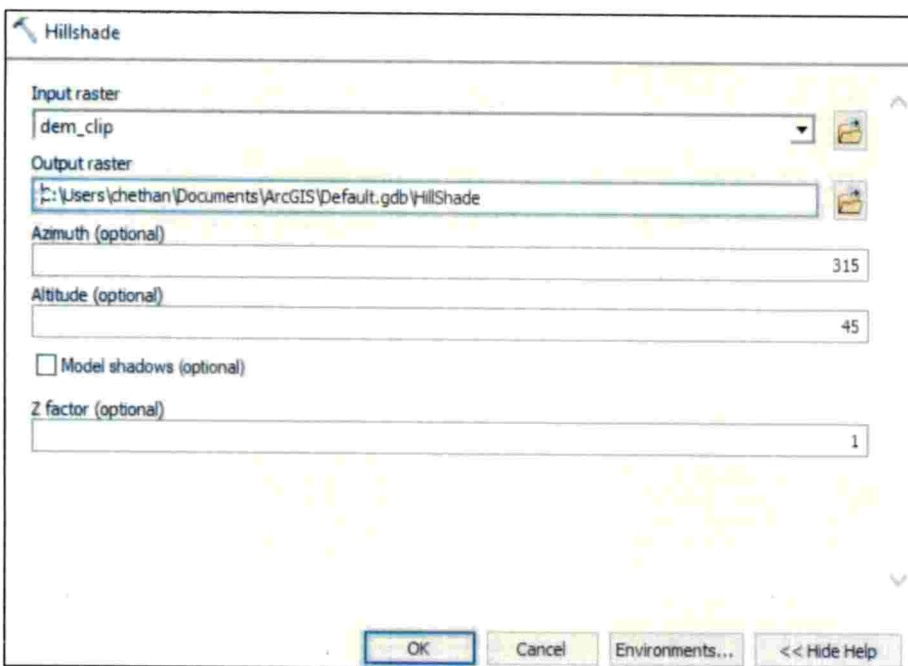 Hillshade
Input raster
dem_clip
Output raster
C:\Users\chethan\Documents\ArcGIS\Default.gdb\HillShade
Azimuth (optional)
315
Altitude (optional)
45
Model shadows (optional)
Z factor (optional)
1
OK Cancel Environments... << Hide Help